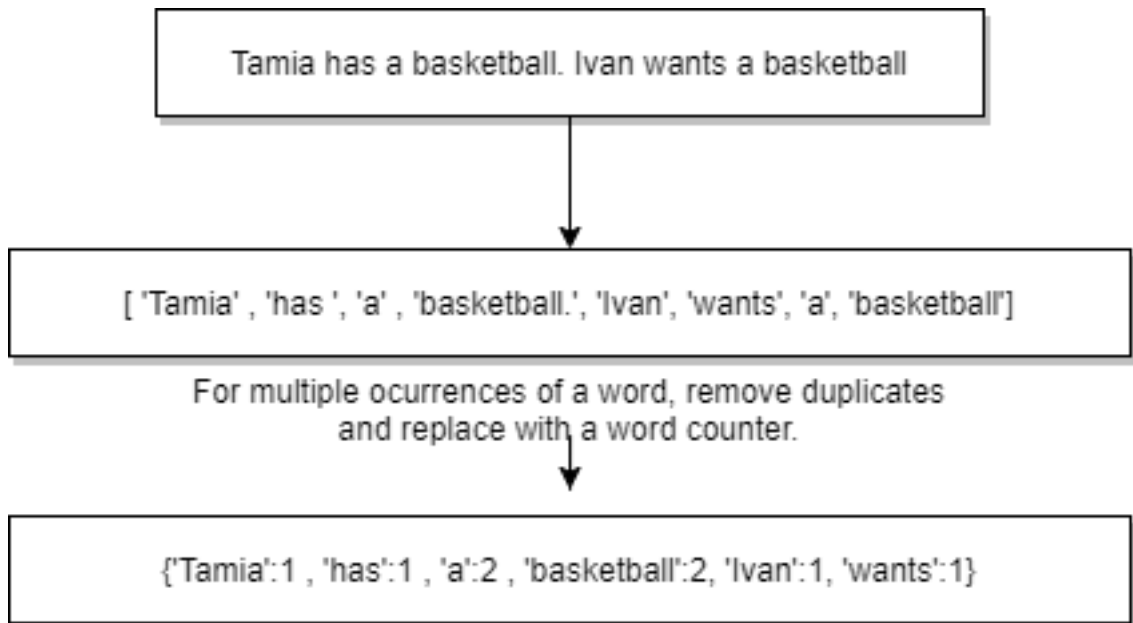 Tamia has a basketball. Ivan wants a basketball
[ 'Tamia' , 'has ', 'a' , 'basketball.', 'Ivan', 'wants', 'a', 'basketball']
For multiple ocurrences of a word, remove duplicates
and replace with a word counter.
{'Tamia':1 , 'has':1 , 'a':2 , 'basketball':2, 'Ivan':1, 'wants':1}